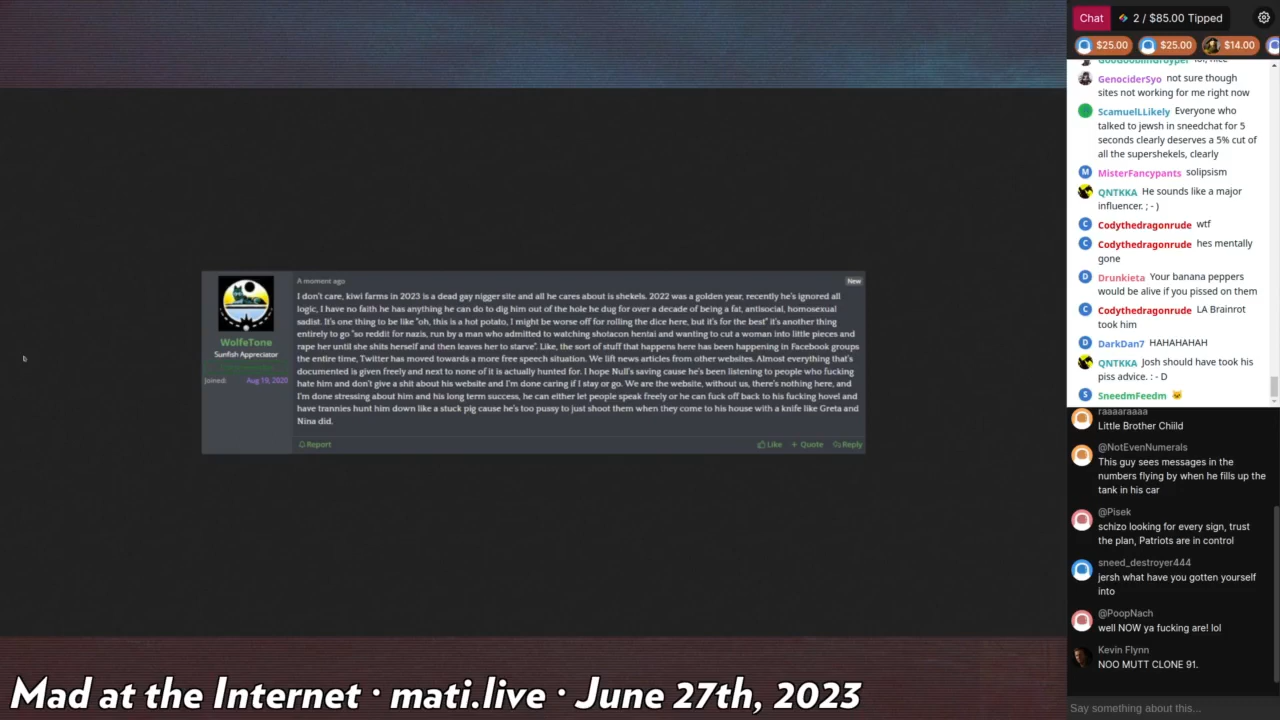 Chat
2 / $85.00 Tipped
$25.00
$25.00
$14.00
GenociderSyo not sure though
sites not working for me right now
ScamuelLLikely Everyone who
talked to jewsh in sneedchat for 5
seconds clearly deserves a 5% cut of
all the supershekels, clearly
MisterFancypants solipsism
QNTKKA He sounds like a major
influencer. ; - )
Codythedragonrude wtf
Codythedragonrude hes mentally
gone
Drunkieta Your banana peppers
would be alive if you pissed on them
Codythedragonrude LA Brainrot
took him
DarkDan7 HAHAHAHAH
QNTKKA Josh should have took his
piss advice. : - D
SneedmFeedm 🐱
raaaaraaaa
Little Brother Chiild
@NotEvenNumerals
This guy sees messages in the
numbers flying by when he fills up the
tank in his car
@Pisek
schizo looking for every sign, trust
the plan, Patriots are in control
sneed_destroyer444
jersh what have you gotten yourself
into
@PoopNach
well NOW ya fucking are! lol
Kevin Flynn
NOO MUTT CLONE 91.
Say something about this...
WolfeTone
Sunfish Appreciator
Joined: Aug 19, 2020
A moment ago
New
I don't care, kiwi farms in 2023 is a dead gay nigger site and all he cares about is shekels. 2022 was a golden year, recently he's ignored all
logic, I have no faith he has anything he can do to dig him out of the hole he dug for over a decade of being a fat, antisocial, homosexual
sadist. It's one thing to be like "oh, this is a hot potato, I might be worse off for rolling the dice here, but it's for the best" it's another thing
entirely to go "so reddit for nazis, run by a man who admitted to watching shotacon hentai and wanting to cut a woman into little pieces and
rape her until she shits herself and then leaves her to starve". Like, the sort of stuff that happens here has been happening in Facebook groups
the entire time, Twitter has moved towards a more free speech situation. We lift news articles from other websites. Almost everything that's
documented is given freely and next to none of it is actually hunted for. I hope Null's saving cause he's been listening to people who fucking
hate him and don't give a shit about his website and I'm done caring if I stay or go. We are the website, without us, there's nothing here, and
I'm done stressing about him and his long term success, he can either let people speak freely or he can fuck off back to his fucking hovel and
have trannies hunt him down like a stuck pig cause he's too pussy to just shoot them when they come to his house with a knife like Greta and
Nina did.
Report
Like + Quote Reply
Mad at the Internet · mati.live · June 27th, 2023